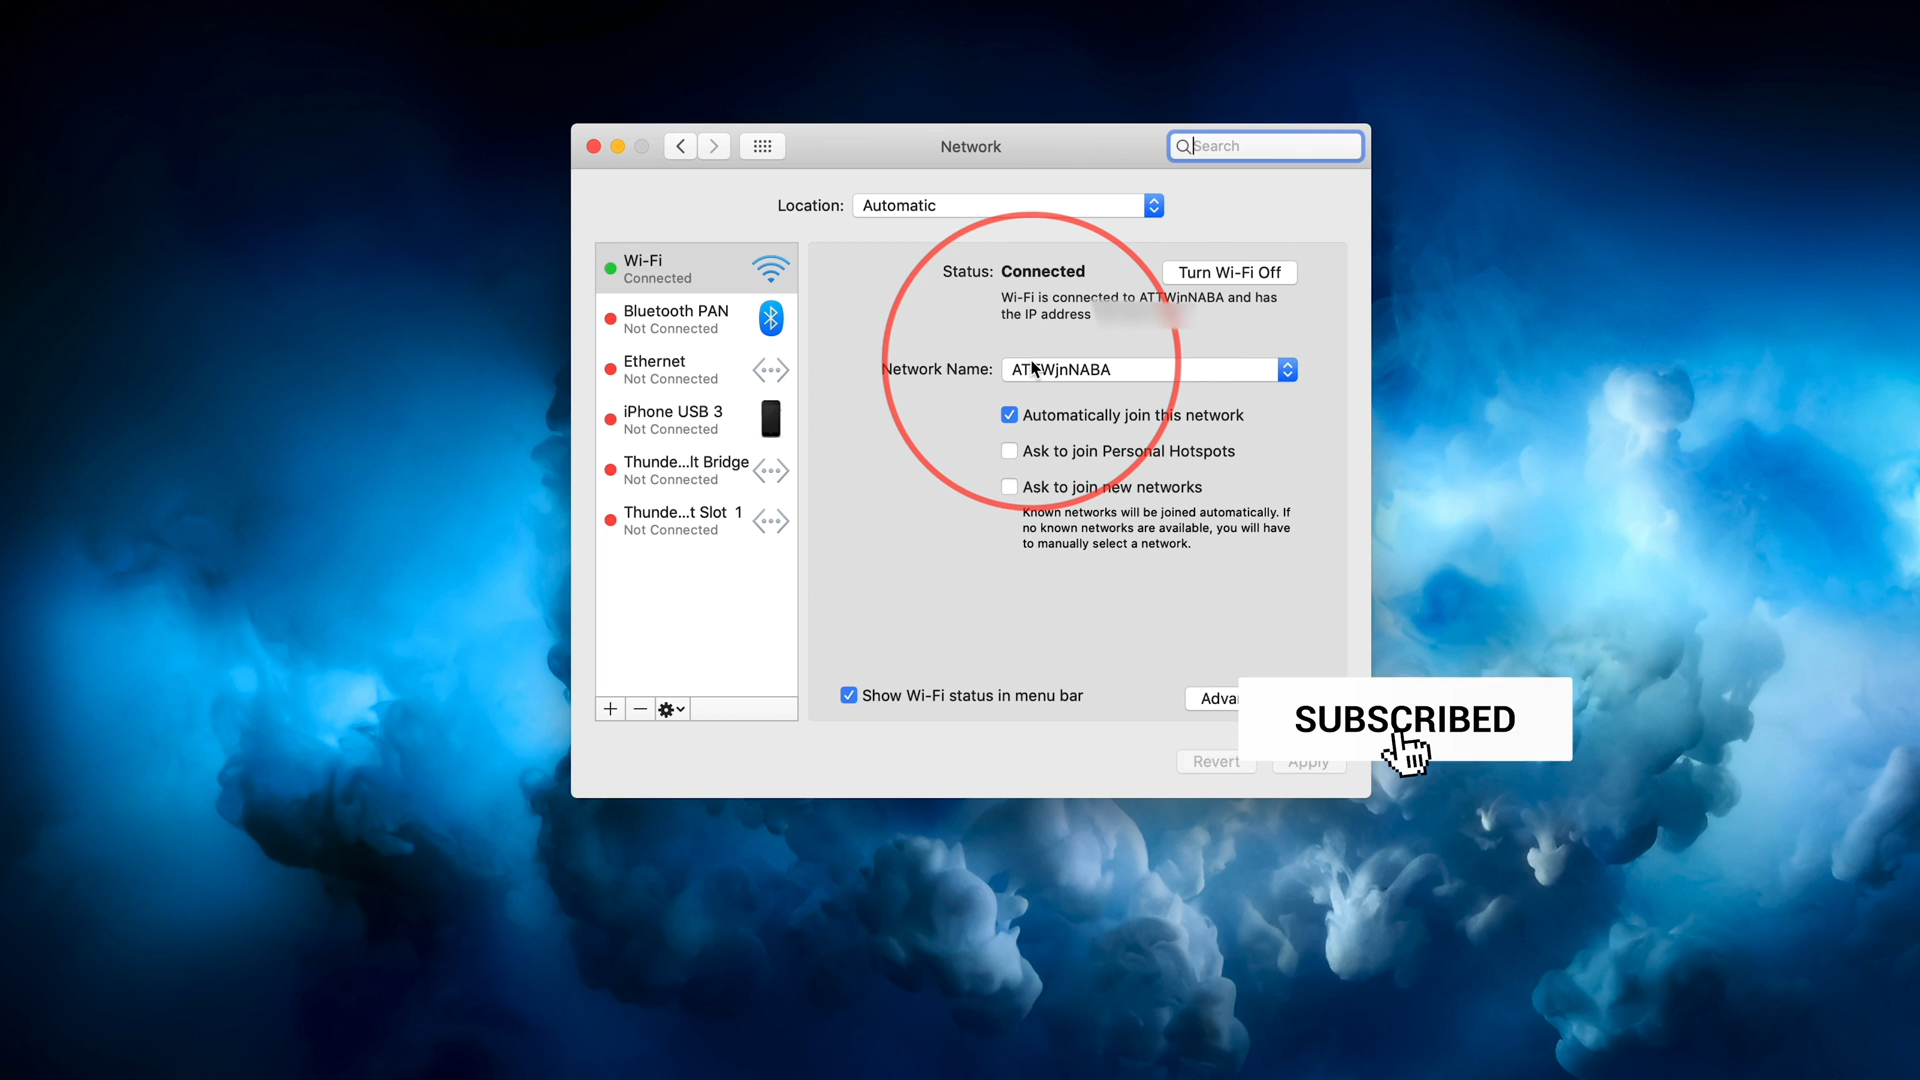 Network
Search
Location: Automatic
Wi-Fi
Connected
Bluetooth PAN
Not Connected
Ethernet
Not Connected
iPhone USB 3
Not Connected
Thunde...lt Bridge
Not Connected
Thunde...t Slot 1
Not Connected
Status: Connected
Turn Wi-Fi Off
Wi-Fi is connected to ATTWjnNABA and has
the IP address
Network Name: ATTWjnNABA
Automatically join this network
Ask to join Personal Hotspots
Ask to join new networks
Known networks will be joined automatically. If
no known networks are available, you will have
to manually select a network.
Show Wi-Fi status in menu bar
Adva
SUBSCRIBED
Revert
Apply